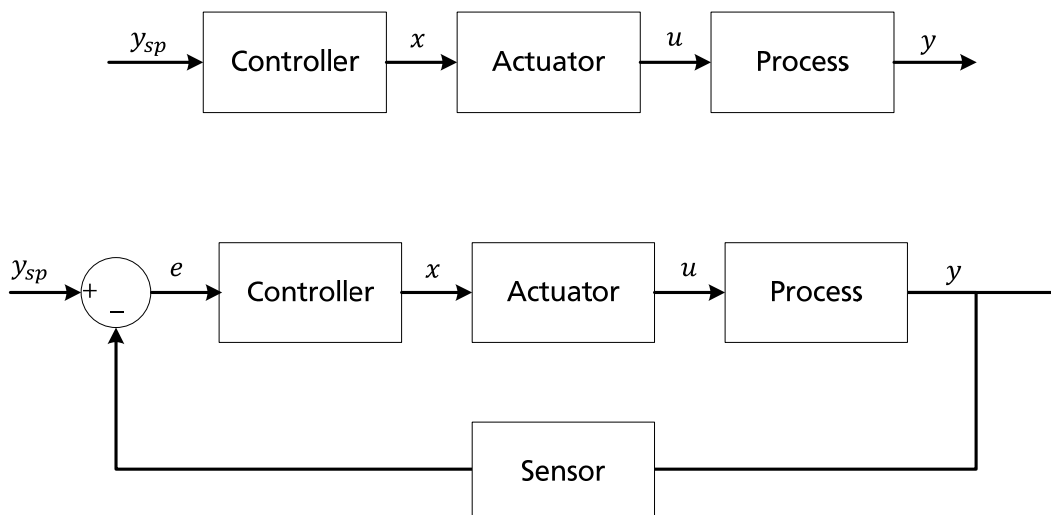 y_sp x u y
Controller Actuator Process
y_sp e x u y
+ Controller Actuator Process
−
Sensor